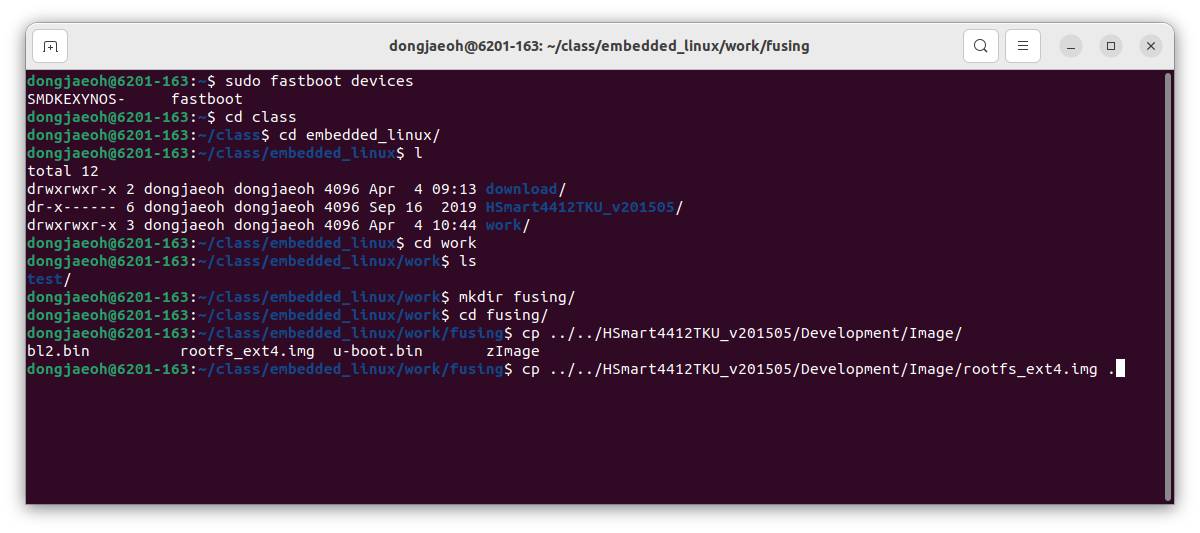 dongjaeoh@6201-163: ~/class/embedded_linux/work/fusing
dongjaeoh@6201-163:~$ sudo fastboot devices
SMDKEXYNOS-     fastboot
dongjaeoh@6201-163:~$ cd class
dongjaeoh@6201-163:~/class$ cd embedded_linux/
dongjaeoh@6201-163:~/class/embedded_linux$ l
total 12
drwxrwxr-x 2 dongjaeoh dongjaeoh 4096 Apr  4 09:13 download/
dr-x------ 6 dongjaeoh dongjaeoh 4096 Sep 16  2019 HSmart4412TKU_v201505/
drwxrwxr-x 3 dongjaeoh dongjaeoh 4096 Apr  4 10:44 work/
dongjaeoh@6201-163:~/class/embedded_linux$ cd work
dongjaeoh@6201-163:~/class/embedded_linux/work$ ls
test/
dongjaeoh@6201-163:~/class/embedded_linux/work$ mkdir fusing/
dongjaeoh@6201-163:~/class/embedded_linux/work$ cd fusing/
dongjaeoh@6201-163:~/class/embedded_linux/work/fusing$ cp ../../HSmart4412TKU_v201505/Development/Image/
bl2.bin          rootfs_ext4.img  u-boot.bin       zImage
dongjaeoh@6201-163:~/class/embedded_linux/work/fusing$ cp ../../HSmart4412TKU_v201505/Development/Image/rootfs_ext4.img .